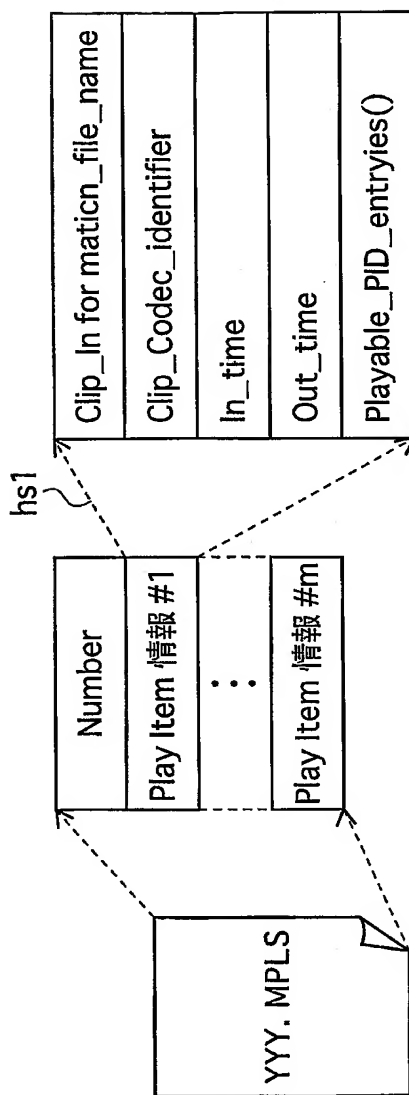 YYY. MPLS
Number
Play Item 情報 #1
Play Item 情報 #m
hs1
Clip_In for maticn_file_name
Clip_Codec_identifier
In_time
Out_time
Playable_PID_entryies()